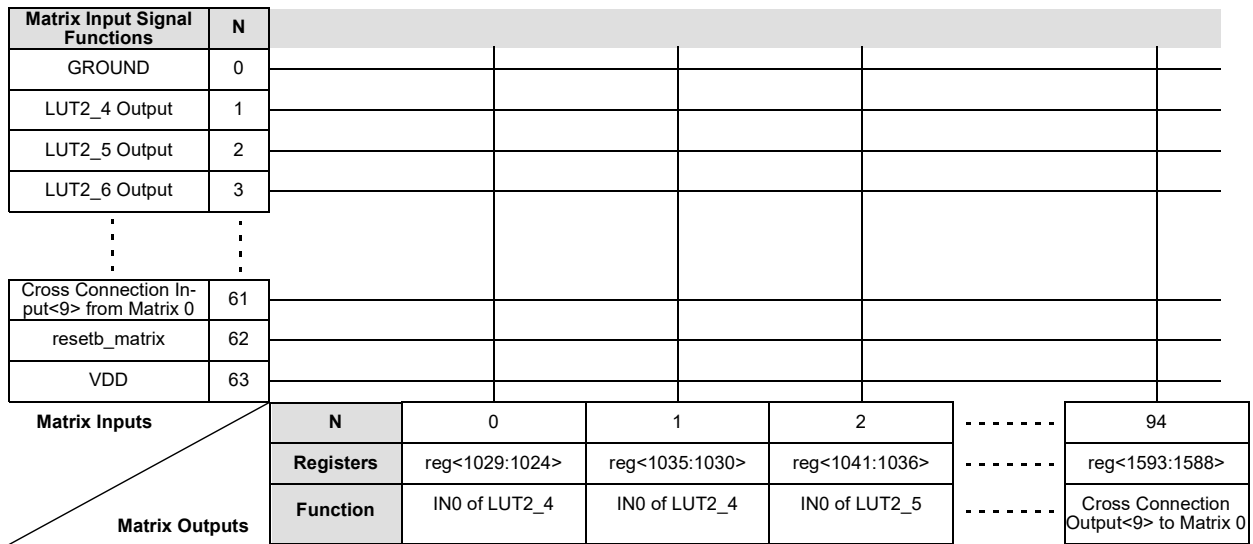 Matrix Input Signal
Functions
N
GROUND 0
LUT2_4 Output 1
LUT2_5 Output 2
LUT2_6 Output 3
Cross Connection In-
put<9> from Matrix 0
61
resetb_matrix 62
VDD 63
Matrix Inputs
N 0 1 2 94
Registers reg<1029:1024> reg<1035:1030> reg<1041:1036> reg<1593:1588>
Function IN0 of LUT2_4 IN0 of LUT2_4 IN0 of LUT2_5
Cross Connection
Output<9> to Matrix 0
Matrix Outputs